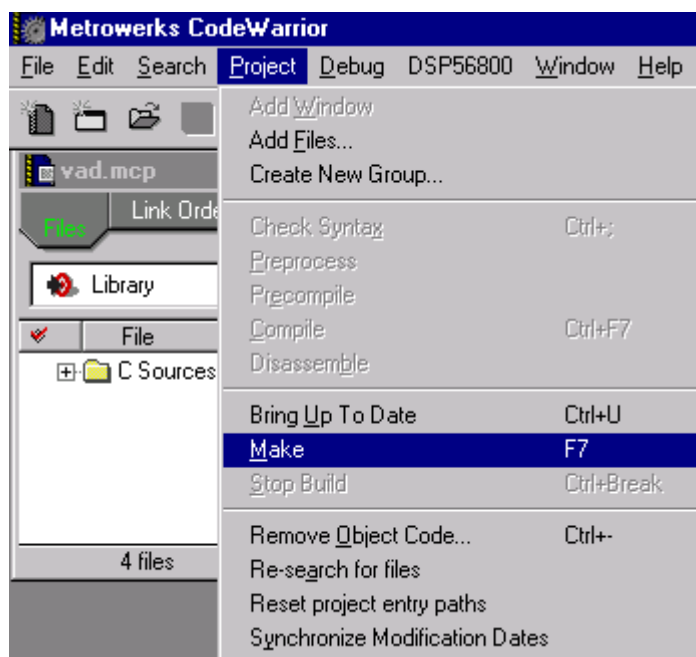 Metrowerks CodeWarrior
File Edit Search Project Debug DSP56800 Window Help
Add Window
Add Files...
vad.mcp
Create New Group...
Link Orde
Files
Check Syntax Ctrl+;
Preprocess
Library
Precompile
File
Compile Ctrl+F7
C Sources
Disassemble
Bring Up To Date Ctrl+U
Make F7
Stop Build Ctrl+Break
Remove Object Code... Ctrl+-
4 files
Re-search for files
Reset project entry paths
Synchronize Modification Dates